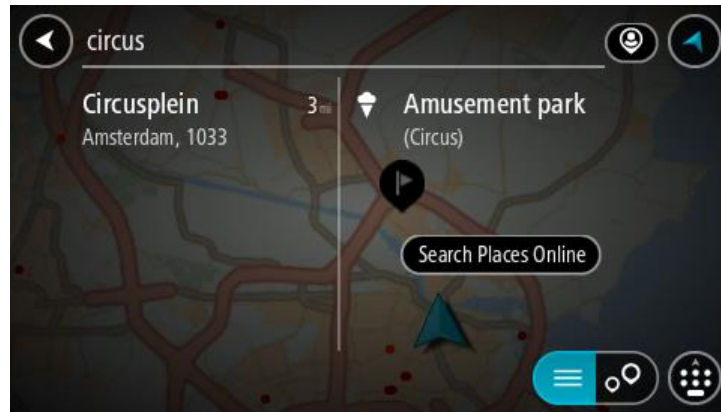 circus
Circusplein 3 mi
Amsterdam, 1033
Amusement park
(Circus)
Search Places Online